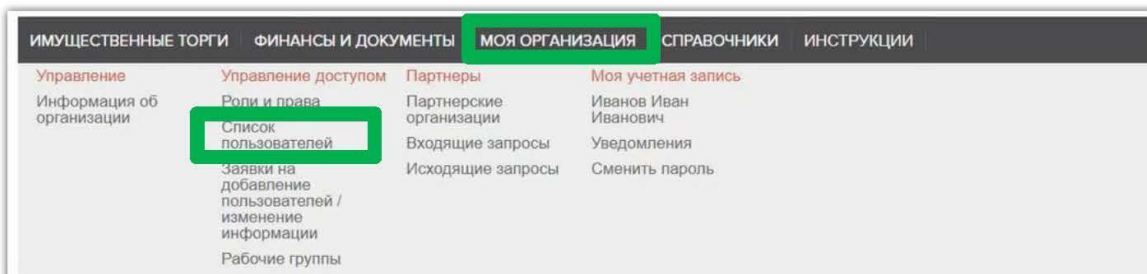 ИМУЩЕСТВЕННЫЕ ТОРГИ ФИНАНСЫ И ДОКУМЕНТЫ МОЯ ОРГАНИЗАЦИЯ СПРАВОЧНИКИ ИНСТРУКЦИИ
Управление
Информация об
организации
Управление доступом
Роли и права
Список
пользователей
Заявки на
добавление
пользователей /
изменение
информации
Рабочие группы
Партнеры
Партнерские
организации
Входящие запросы
Исходящие запросы
Моя учетная запись
Иванов Иван
Иванович
Уведомления
Сменить пароль